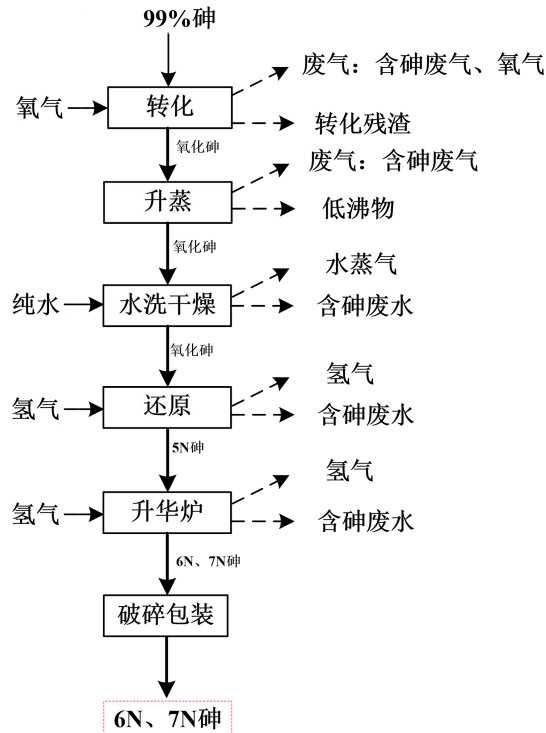 99%砷
废气：含砷废气、氧气
氧气
转化
转化残渣
氧化砷
废气：含砷废气
升蒸
低沸物
氧化砷
水蒸气
纯水
水洗干燥
含砷废水
氧化砷
氢气
氢气
还原
含砷废水
5N砷
氢气
氢气
升华炉
含砷废水
6N、7N砷
破碎包装
6N、7N砷